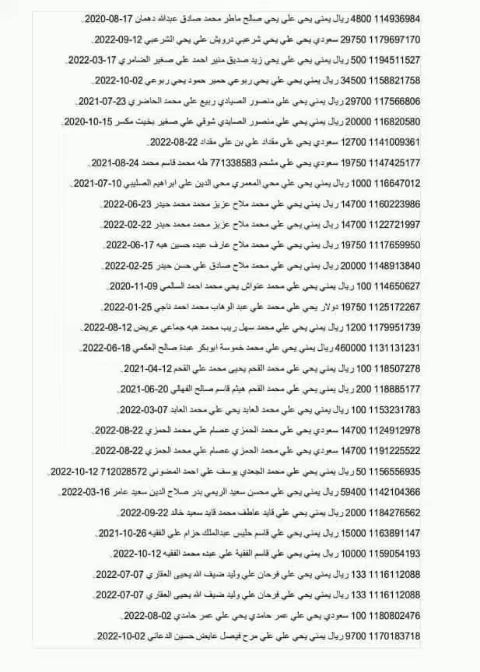 114936984 4800 ريال يمني يحي علي يحي صالح ماطر محمد صادق عبدالله دهمان 17-08-2020.
1179697170 29750 سعودي يحي علي يحي شرعبي درويش علي يحي الشرعبي 12-09-2022.
1194511527 500 ريال يمني يحي علي يحي زيد صديق منير احمد علي صغير الضامري 17-03-2022.
1158821758 34500 ريال يمني يحي علي يحي ربوعي حمير حمود يحي ربوعي 02-10-2022.
117566806 29700 ريال يمني يحي علي منصور الصيادي ربيع علي محمد الحاضري 23-07-2021.
116820580 20000 ريال يمني يحي علي منصور الصايدي شوقي علي صغير بخيت مكسر 15-10-2020.
1141009361 12700 سعودي يحي علي مقداد علي بن علي مقداد 22-08-2022.
1147425177 19750 سعودي يحي علي مشحم 771338583 طه محمد قاسم محمد 24-08-2021.
116647012 1000 ريال يمني يحي علي محي المعمري محي الدين علي ابراهيم الصليبي 10-07-2021.
1160223986 14700 ريال يمني يحي علي محمد ملاح عزيز محمد محمد حيدر 23-06-2022.
1122721997 14700 ريال يمني يحي علي محمد ملاح عزيز محمد محمد حيدر 22-02-2022.
1117659950 19750 ريال يمني يحي علي محمد ملاح عارف عبده حسين هبه 17-06-2022.
1148913840 20000 ريال يمني يحي علي محمد ملاح صادق علي حسن حيدر 25-02-2022.
114650627 100 ريال يمني يحي علي محمد عنواش يحي محمد احمد السالمي 09-11-2020.
1125172267 19750 دولار يحي علي محمد علي عبد الوهاب محمد احمد ناجي 25-01-2022.
1179951739 1200 ريال يمني يحي علي محمد سهل ريب محمد هبه جماعي عريض 12-08-2022.
1131131231 460000 ريال يمني يحي علي محمد خموسة ابوبكر عبدة صالح العكمي 18-06-2022.
118507278 100 ريال يمني يحي علي محمد القحم يحيى محمد علي القحم 12-04-2021.
118885177 200 ريال يمني يحي علي محمد القحم هيثم قاسم صالح الفهالي 20-06-2021.
1153231783 100 ريال يمني يحي علي محمد العابد يحي علي محمد العابد 07-03-2022.
1124912978 14700 سعودي يحي علي محمد الحمزي عصام علي محمد الحمزي 22-08-2022.
1191225522 14700 سعودي يحي علي محمد الحمزي عصام علي محمد الحمزي 22-08-2022.
1156556935 50 ريال يمني يحي علي محمد الجعدي يوسف علي احمد المضوني 712028572 12-10-2022.
1142104366 59400 ريال يمني يحي علي محسن سعيد الريمي بدر صلاح الدين سعيد عامر 16-03-2022.
1184276562 2000 ريال يمني يحي علي قايد عاطف محمد قايد سعيد خالد 22-09-2022.
1163891147 15000 ريال يمني يحي علي قاسم حليس عبدالملك حزام علي الفقيه 26-10-2021.
1159054193 10000 ريال يمني يحي علي قاسم الفقية علي عبده محمد الفقيه 12-10-2022.
1116112088 133 ريال يمني يحي علي فرحان علي وليد ضيف الله يحيى العقاري 07-07-2022.
1116112088 133 ريال يمني يحي علي فرحان علي وليد ضيف الله يحيى العقاري 07-07-2022.
1180802476 100 سعودي يحي علي عمر حامدي يحي علي عمر حامدي 02-08-2022.
1170183718 9700 ريال يمني يحي علي علي مرح فيصل عايض حسين الدعاني 02-10-2022.